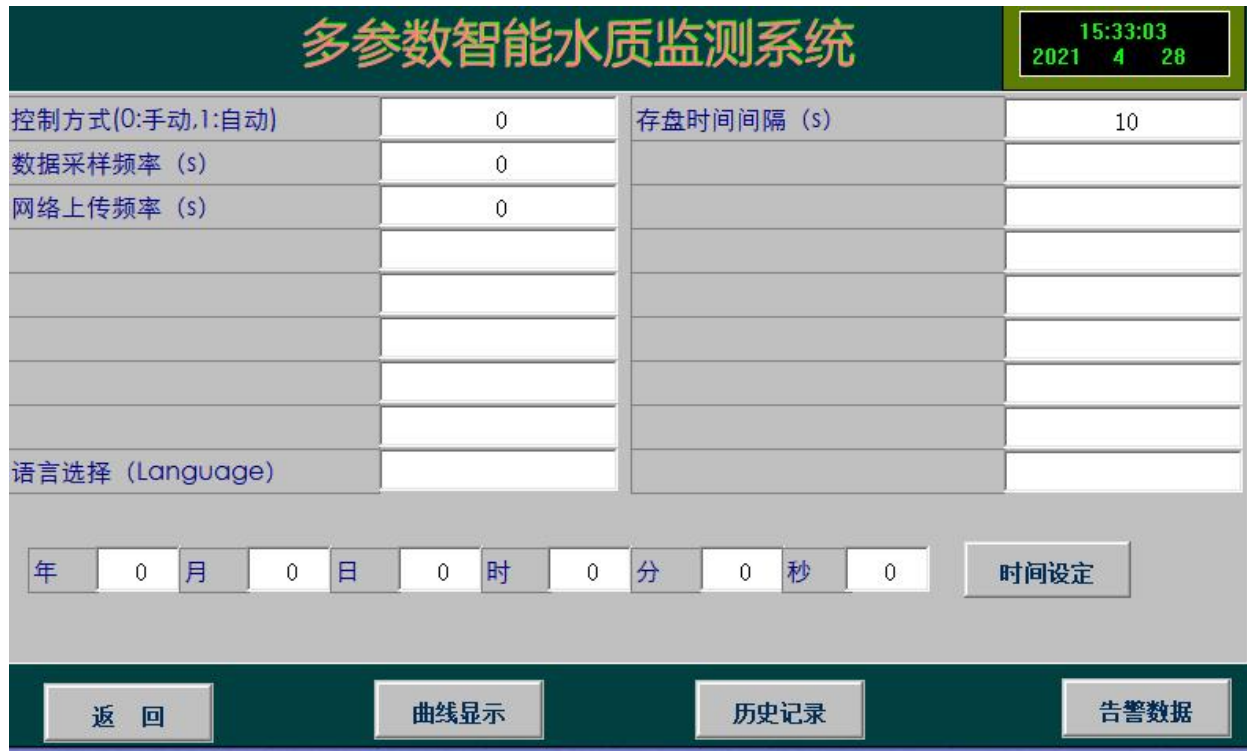 多参数智能水质监测系统
15:33:03
2021 4 28
控制方式(0:手动,1:自动) 0 存盘时间间隔（s） 10
数据采样频率（s） 0
网络上传频率（s） 0
语言选择（Language）
年 0 月 0 日 0 时 0 分 0 秒 0 时间设定
返 回 曲线显示 历史记录 告警数据